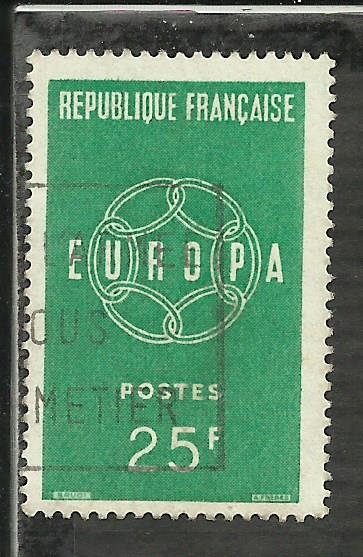 REPUBLIQUE FRANÇAISE
EUROPA
OUS
POSTES
METIER
25F